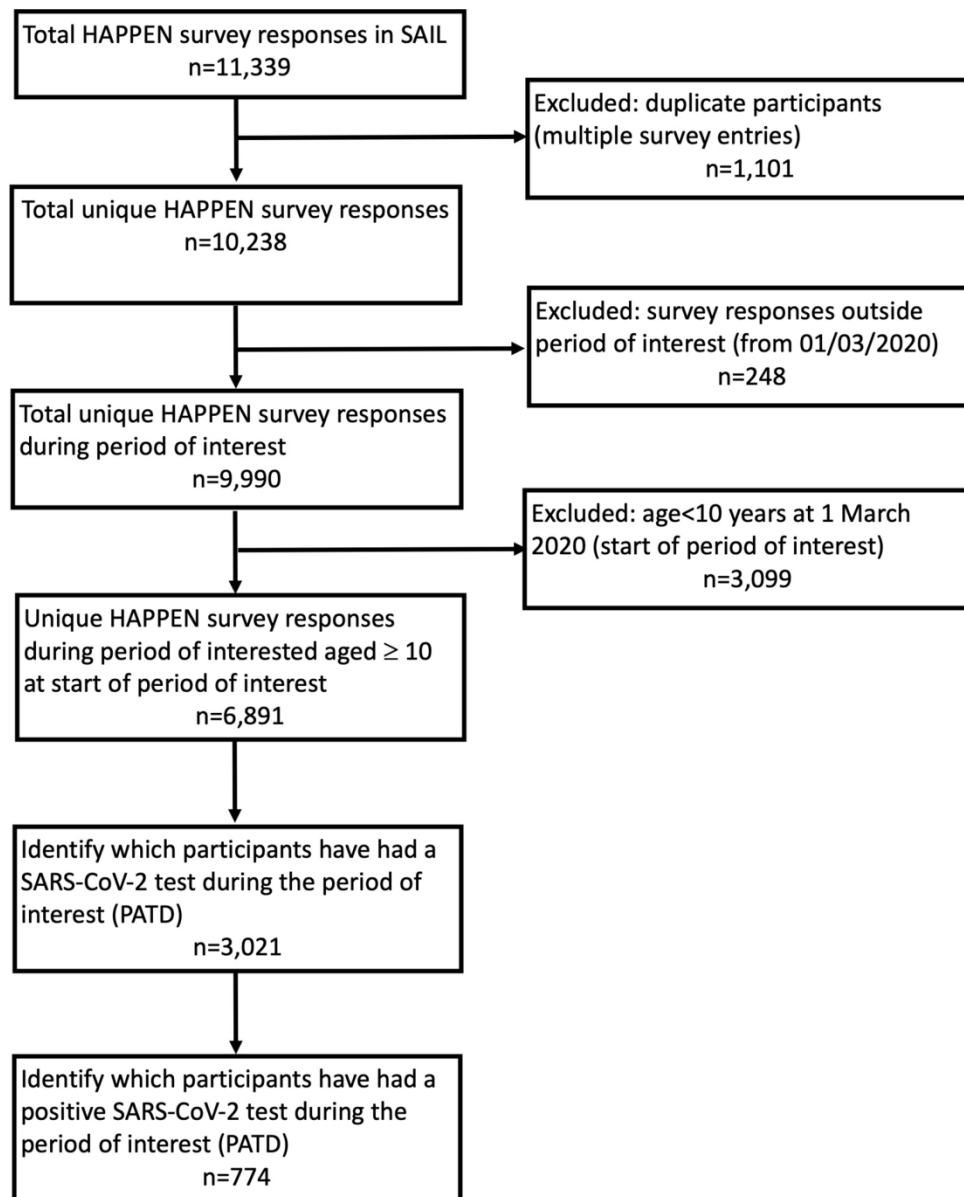 Total HAPPEN survey responses in SAIL
n=11,339
Excluded: duplicate participants
(multiple survey entries)
n=1,101
Total unique HAPPEN survey responses
n=10,238
Excluded: survey responses outside
period of interest (from 01/03/2020)
n=248
Total unique HAPPEN survey responses
during period of interest
n=9,990
Excluded: age<10 years at 1 March
2020 (start of period of interest)
n=3,099
Unique HAPPEN survey responses
during period of interested aged ≥ 10
at start of period of interest
n=6,891
Identify which participants have had a
SARS-CoV-2 test during the period of
interest (PATD)
n=3,021
Identify which participants have had a
positive SARS-CoV-2 test during the
period of interest (PATD)
n=774